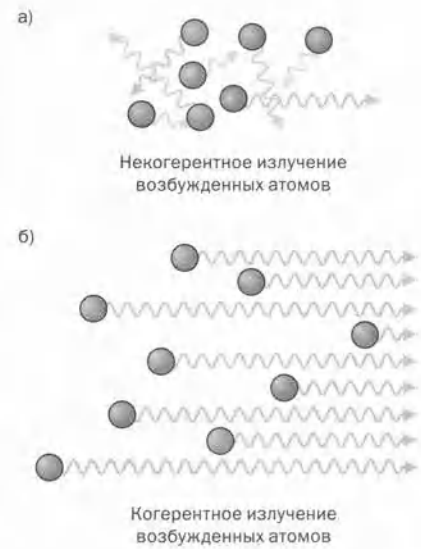 а)
Некогерентное излучение
возбужденных атомов
б)
Когерентное излучение
возбужденных атомов